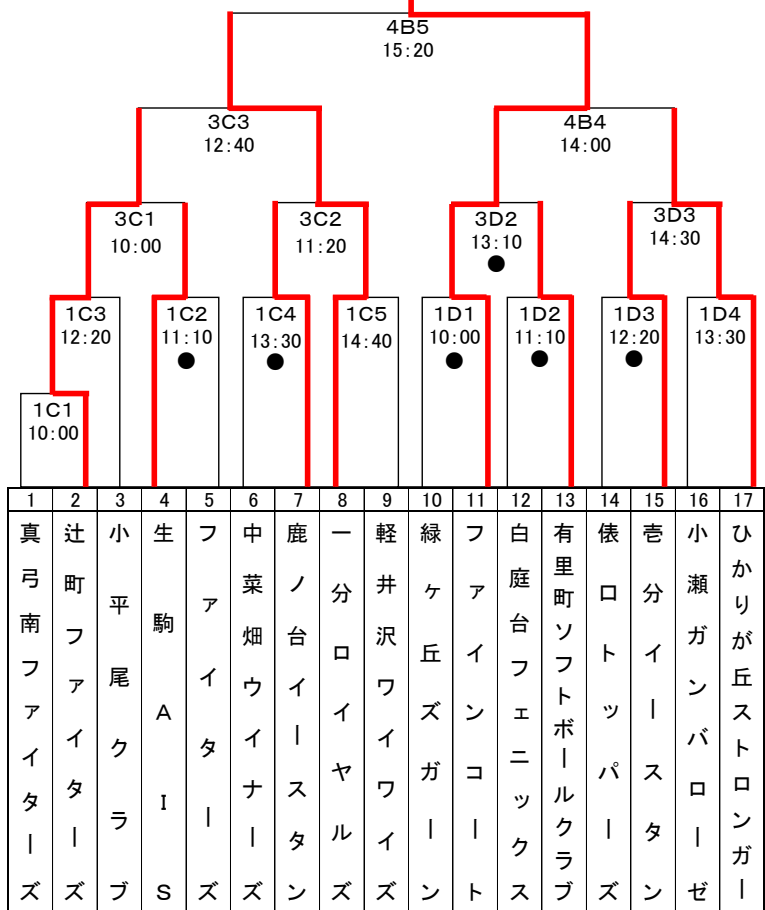 4B5
15:20
3C3
12:40
4B4
14:00
3C1
10:00
3C2
11:20
3D2
13:10
●
3D3
14:30
1C3
12:20
1C2
11:10
●
1C4
13:30
●
1C5
14:40
1D1
10:00
●
1D2
11:10
●
1D3
12:20
●
1D4
13:30
1C1
10:00
1 2 3 4 5 6 7 8 9 10 11 12 13 14 15 16 17
真弓南ファイターズ
辻町ファイターズ
小平尾クラブ
生駒AIS
ファイターズ
中菜畑ウイナーズ
鹿ノ台イースタン
一分ロイヤルズ
軽井沢ワイワイズ
緑ヶ丘ズガーン
ファインコート
白庭台フェニックス
有里町ソフトボールクラブ
俵ロトッパーズ
壱分イースタン
小瀬ガンバローゼ
ひかりが丘ストロンガー